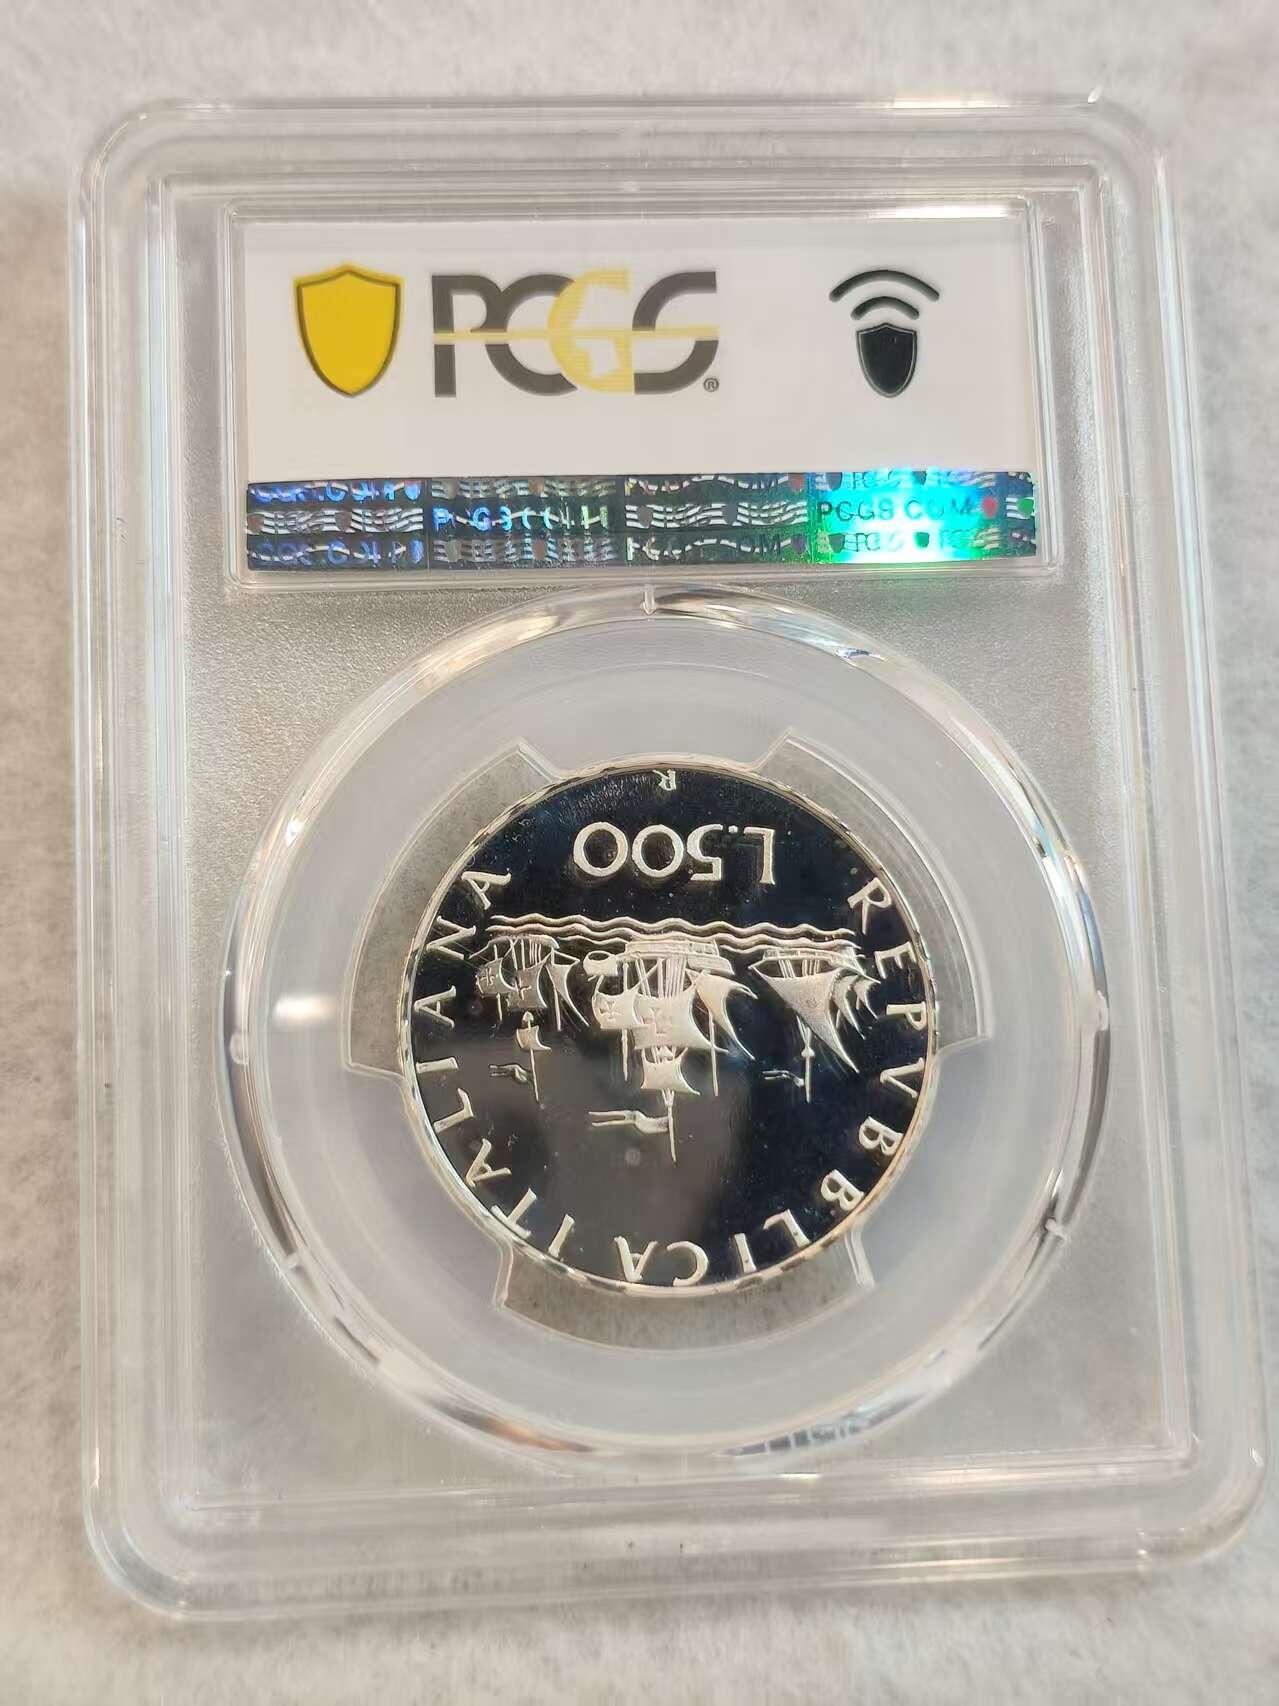 PCGS®
PCGS.COM
R
L.500
REPVBBLICA ITALIANA